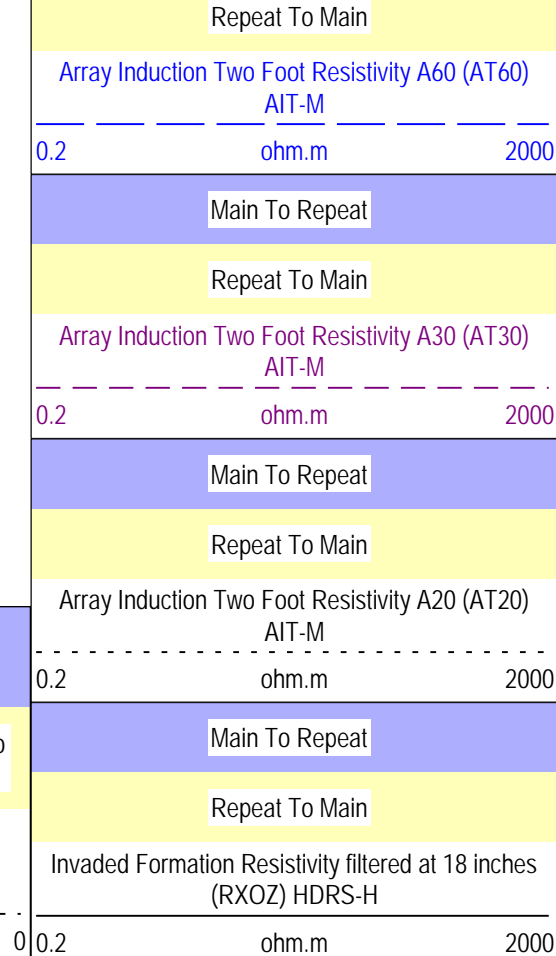 Repeat To Main
Array Induction Two Foot Resistivity A60 (AT60)
AIT-M
0.2 ohm.m 2000
Main To Repeat
Repeat To Main
Array Induction Two Foot Resistivity A30 (AT30)
AIT-M
0.2 ohm.m 2000
Main To Repeat
Repeat To Main
Array Induction Two Foot Resistivity A20 (AT20)
AIT-M
0.2 ohm.m 2000
Main To Repeat
Repeat To Main
Invaded Formation Resistivity filtered at 18 inches
(RXOZ) HDRS-H
0 0.2 ohm.m 2000